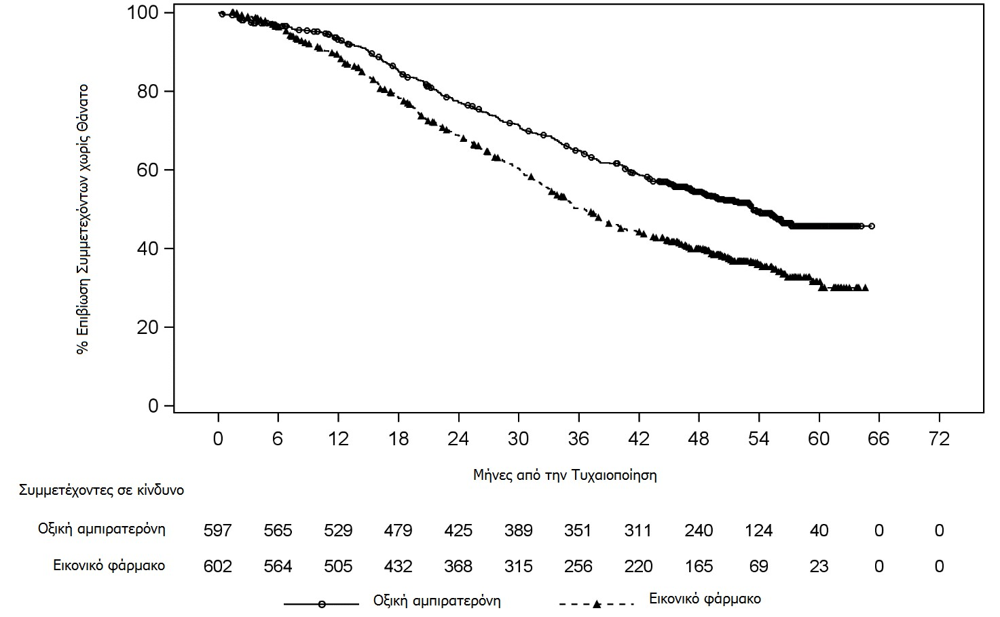 % Επιβίωση Συμμετεχόντων χωρίς Θάνατο
100
80
60
40
20
0
0 6 12 18 24 30 36 42 48 54 60 66 72
Μήνες από την Τυχαιοποίηση
Συμμετέχοντες σε κίνδυνο
Οξική αμπιρατερόνη 597 565 529 479 425 389 351 311 240 124 40 0 0
Εικονικό φάρμακο 602 564 505 432 368 315 256 220 165 69 23 0 0
Οξική αμπιρατερόνη Εικονικό φάρμακο